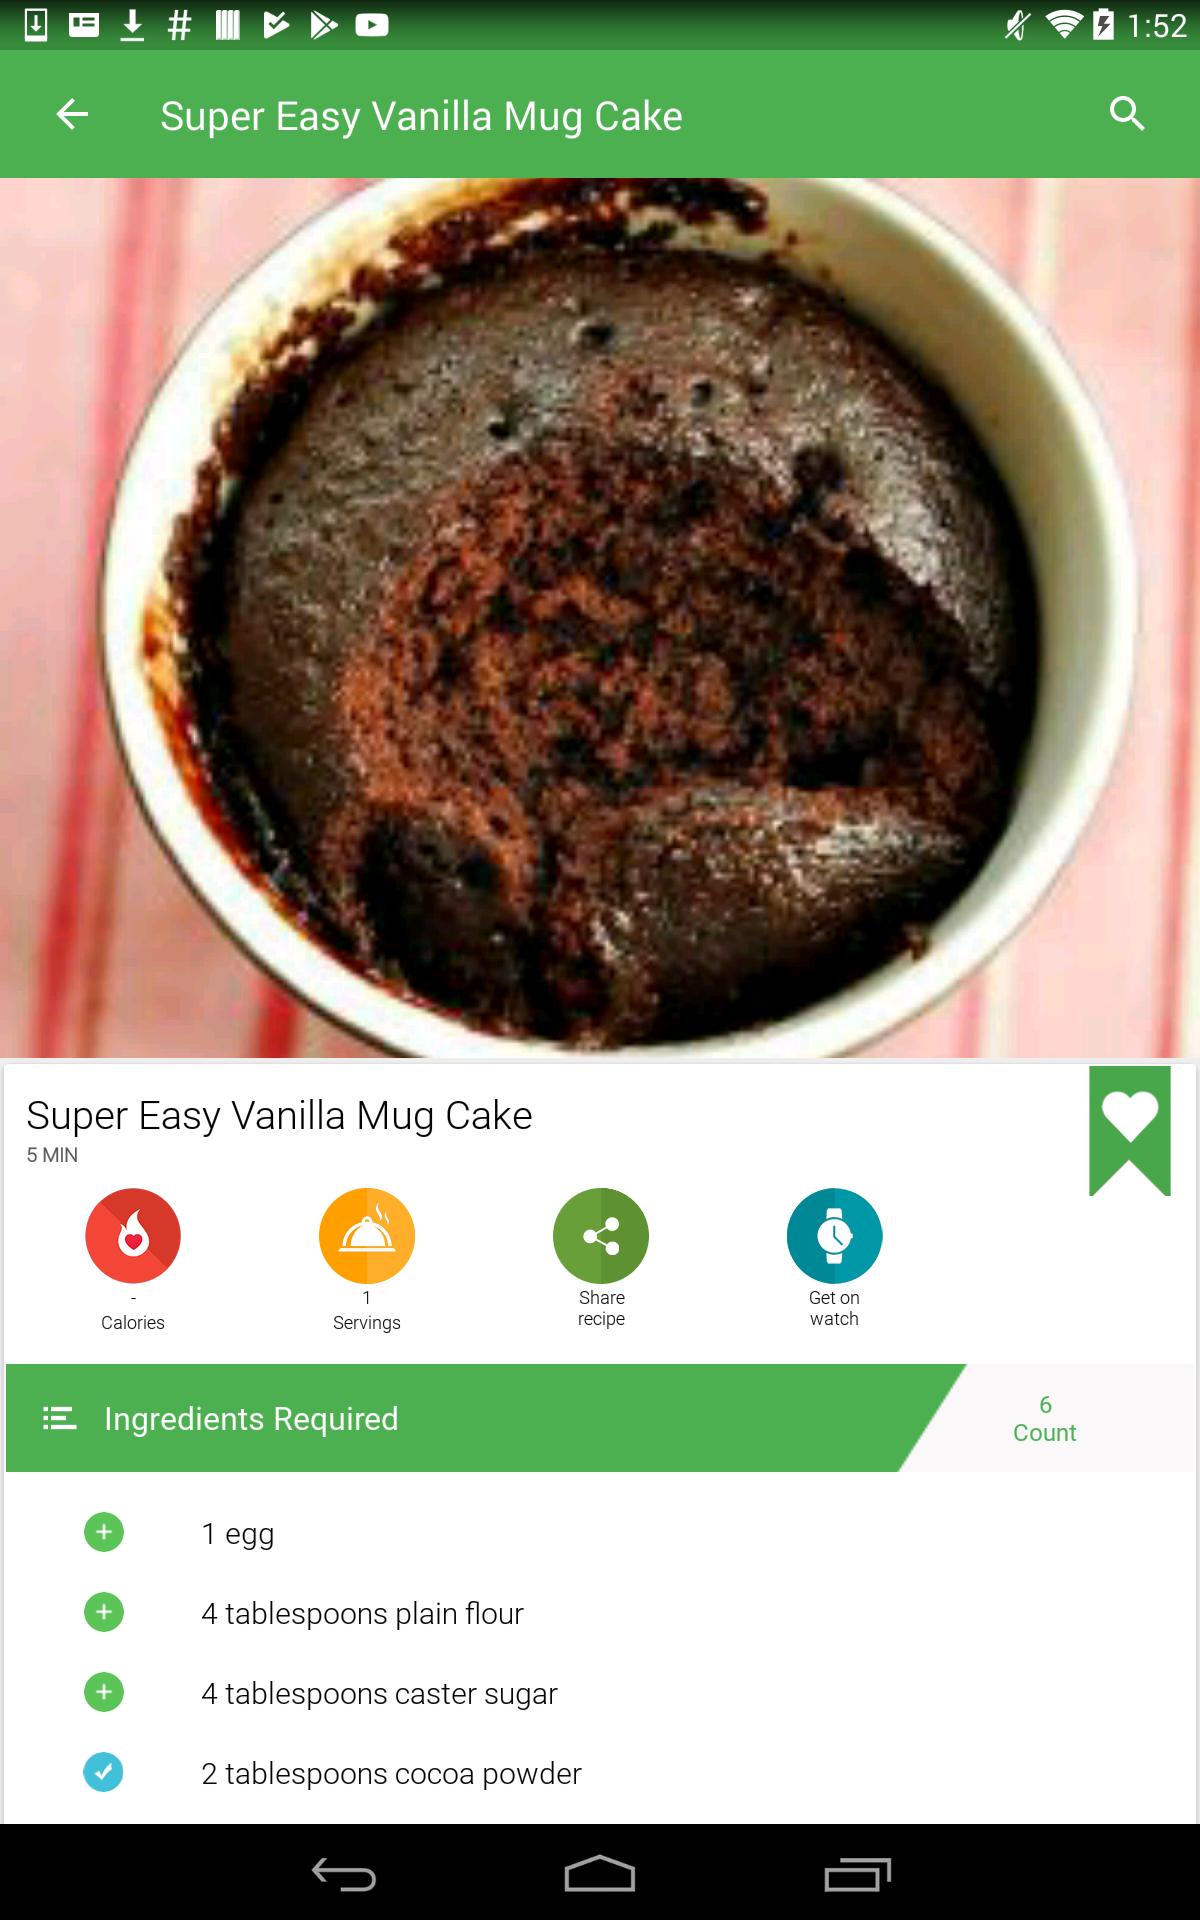 1:52
Super Easy Vanilla Mug Cake
Super Easy Vanilla Mug Cake
5 MIN
-
Calories
1
Servings
Share
recipe
Get on
watch
Ingredients Required
6
Count
1 egg
4 tablespoons plain flour
4 tablespoons caster sugar
2 tablespoons cocoa powder